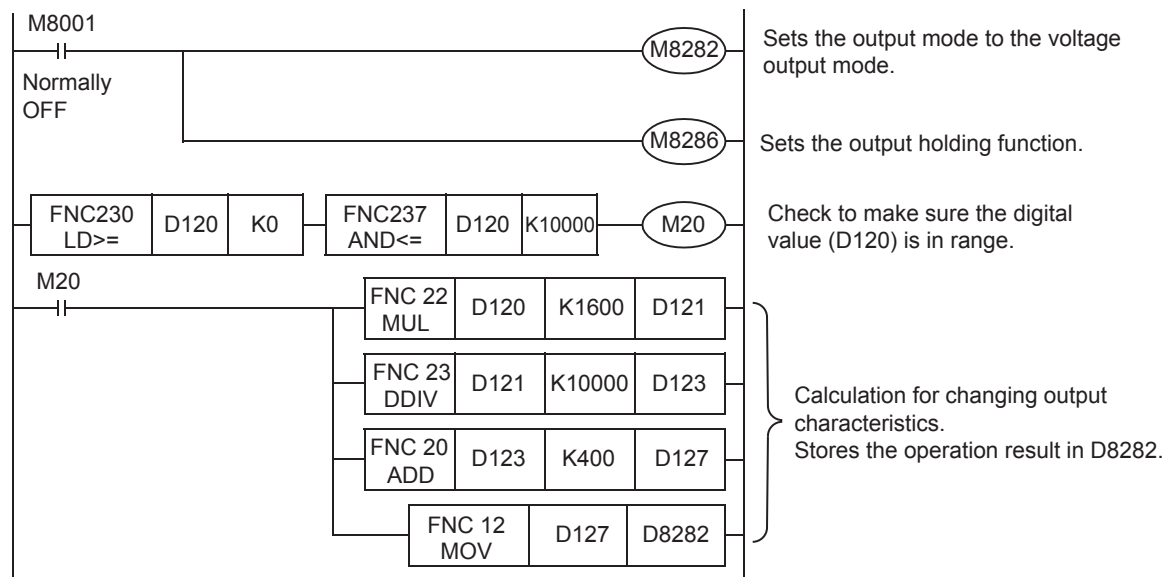 M8001
M8282
Sets the output mode to the voltage
output mode.
Normally
OFF
M8286
Sets the output holding function.
FNC230
LD>=
D120
K0
FNC237
AND<=
D120
K10000
M20
Check to make sure the digital
value (D120) is in range.
M20
FNC 22
MUL
D120
K1600
D121
FNC 23
DDIV
D121
K10000
D123
Calculation for changing output
characteristics.
Stores the operation result in D8282.
FNC 20
ADD
D123
K400
D127
FNC 12
MOV
D127
D8282